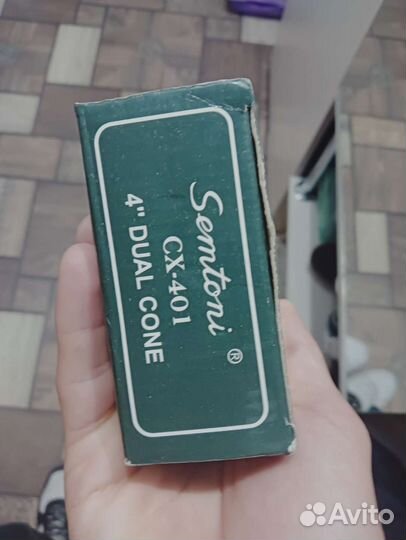 Semtoni ®
CX-401
4" DUAL CONE
Avito